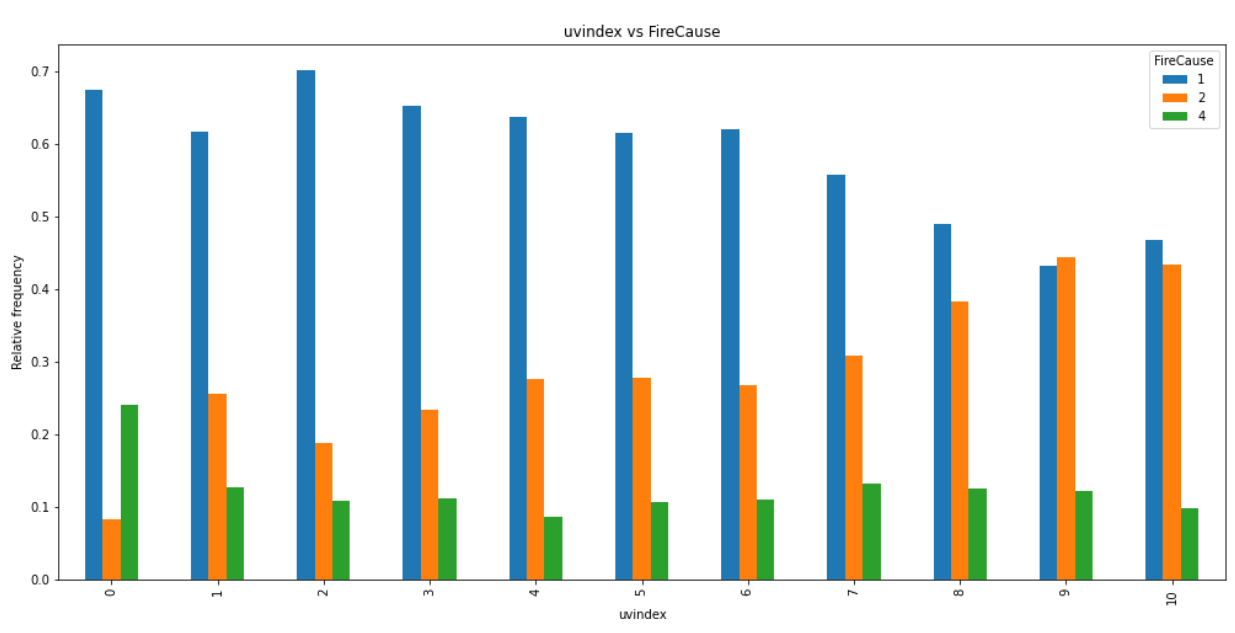 uvindex vs FireCause
FireCause
1
2
4
Relative frequency
0.7
0.6
0.5
0.4
0.3
0.2
0.1
0.0
0 1 2 3 4 5 6 7 8 9 10
uvindex